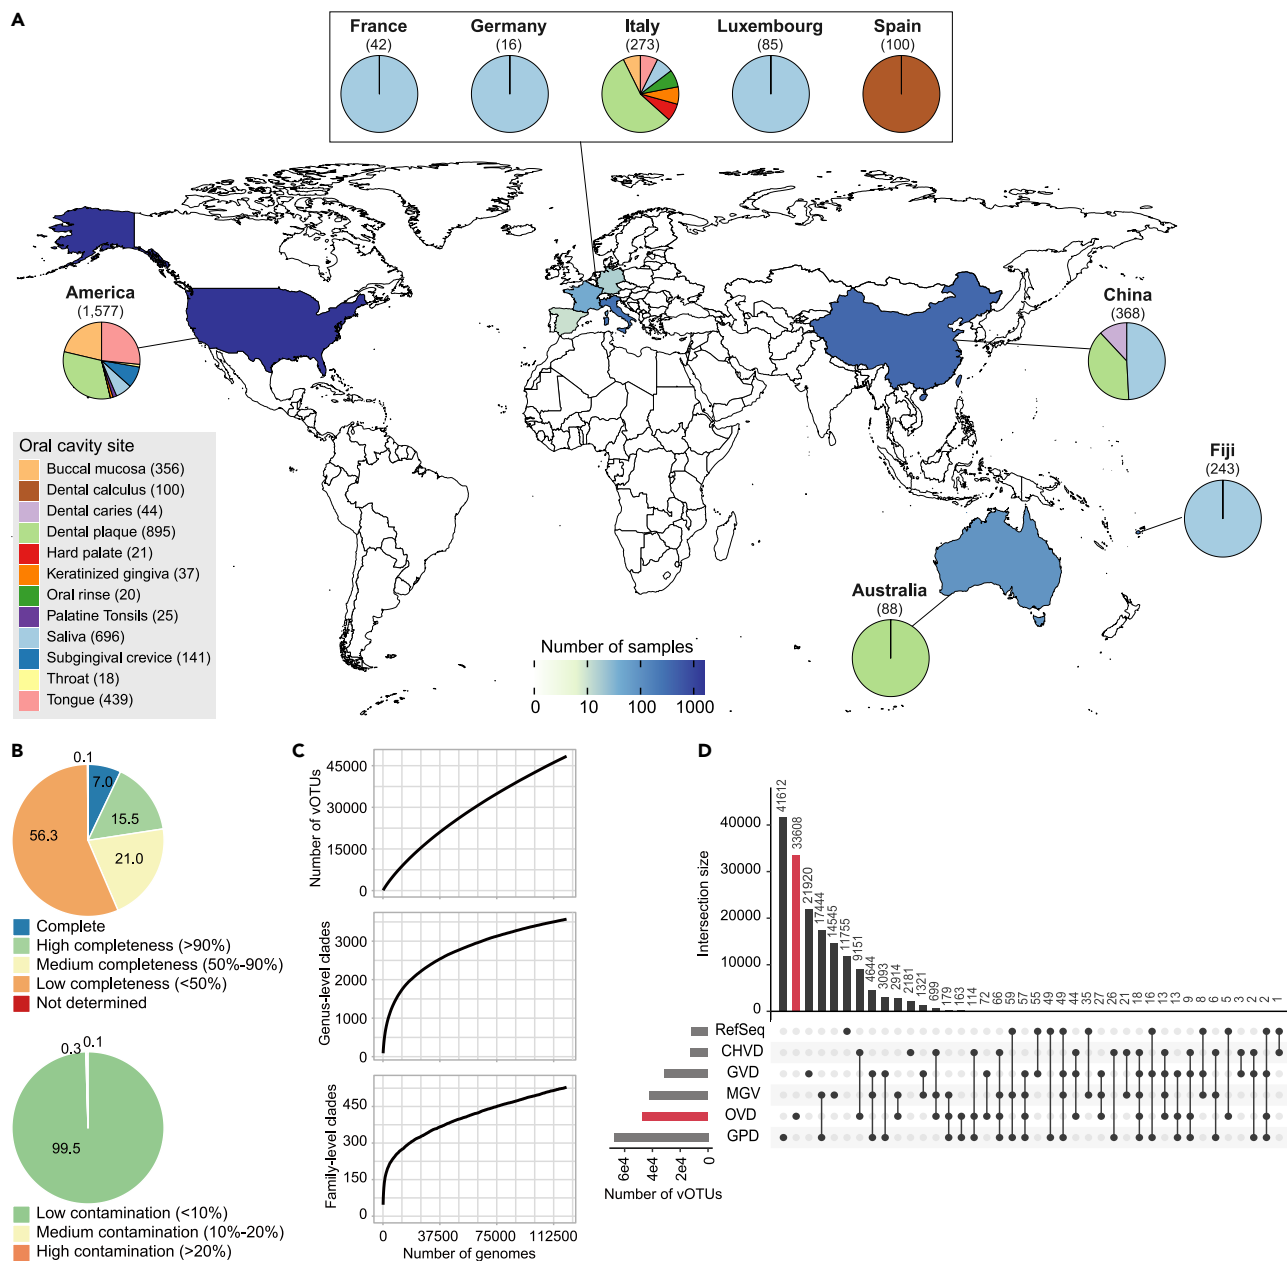 A
France
(42)
Germany
(16)
Italy
(273)
Luxembourg
(85)
Spain
(100)
America
(1,577)
China
(368)
Fiji
(243)
Australia
(88)
Oral cavity site
Buccal mucosa (356)
Dental calculus (100)
Dental caries (44)
Dental plaque (895)
Hard palate (21)
Keratinized gingiva (37)
Oral rinse (20)
Palatine Tonsils (25)
Saliva (696)
Subgingival crevice (141)
Throat (18)
Tongue (439)
Number of samples
0 10 100 1000
B
0.1
7.0
15.5
21.0
56.3
Complete
High completeness (>90%)
Medium completeness (50%-90%)
Low completeness (<50%)
Not determined
0.3 0.1
99.5
Low contamination (<10%)
Medium contamination (10%-20%)
High contamination (>20%)
C
Number of vOTUs
45000
30000
15000
0
Genus-level clades
3000
2000
1000
0
Family-level clades
450
300
150
0
0 37500 75000 112500
Number of genomes
D
Intersection size
40000
30000
20000
10000
0
41612 33608 21920 17444 14545 11755 9151 4644 3093 2914 2181 1321 699 179 163 114 72 66 59 57 55 49 49 44 35 27 26 21 18 16 13 13 9 8 6 5 3 2 2 1
RefSeq
CHVD
GVD
MGV
OVD
GPD
6e4 4e4 2e4 0
Number of vOTUs